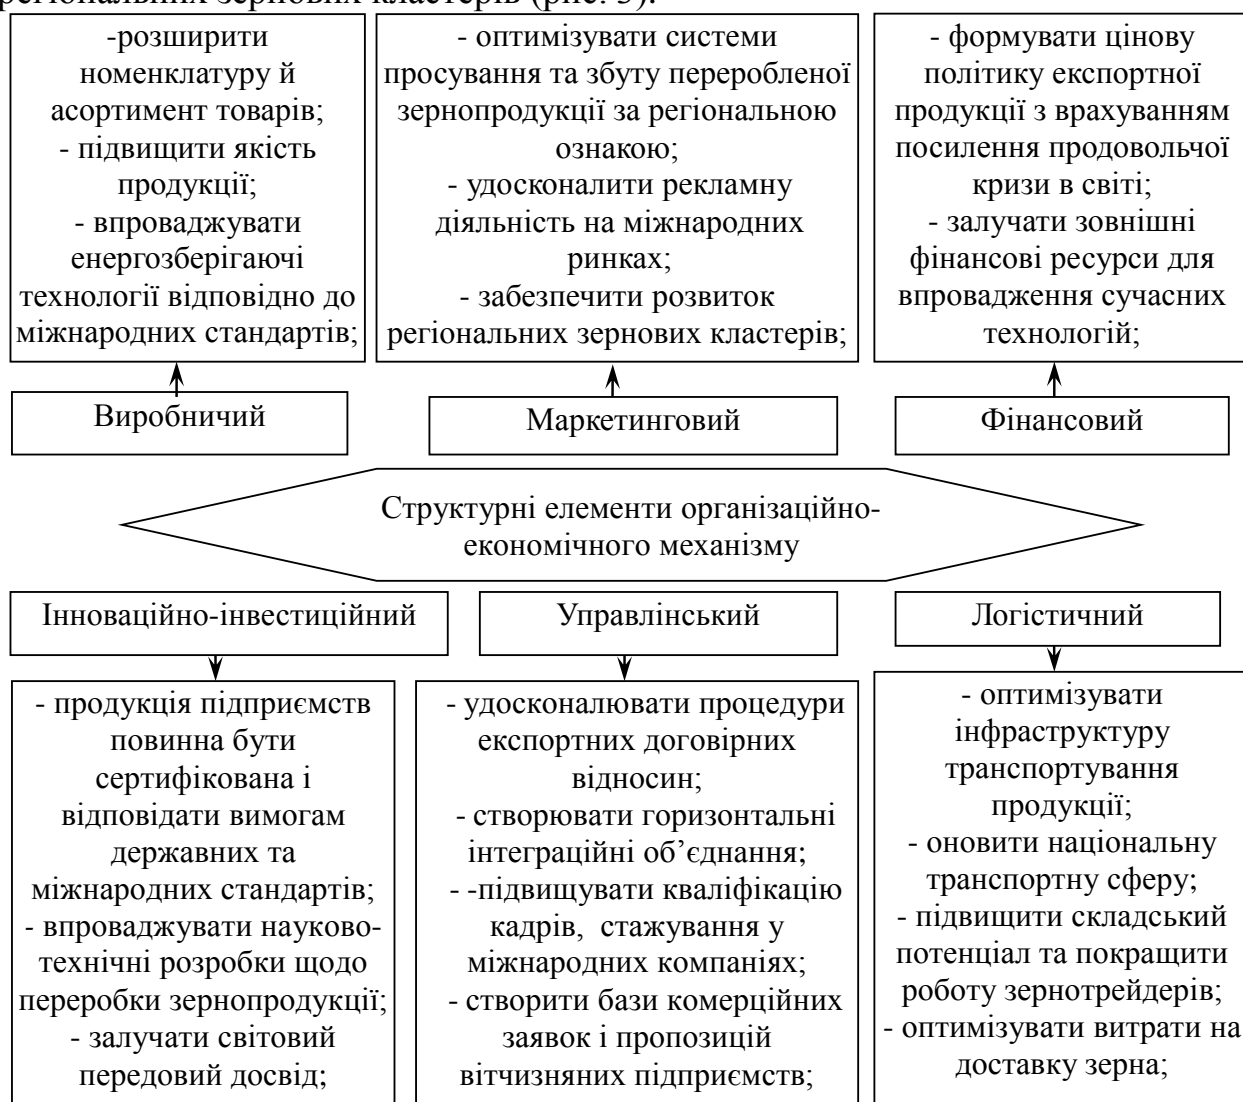 регіональних зернових кластерів (рис. 3).
-розширити
номенклатуру й
асортимент товарів;
- підвищити якість
продукції;
- впроваджувати
енергозберігаючі
технології відповідно до
міжнародних стандартів;
- оптимізувати системи
просування та збуту переробленої
зернопродукції за регіональною
ознакою;
- удосконалити рекламну
діяльність на міжнародних
ринках;
- забезпечити розвиток
регіональних зернових кластерів;
- формувати цінову
політику експортної
продукції з врахуванням
посилення продовольчої
кризи в світі;
- залучати зовнішні
фінансові ресурси для
впровадження сучасних
технологій;
Виробничий
Маркетинговий
Фінансовий
Структурні елементи організаційно-
економічного механізму
Інноваційно-інвестиційний
Управлінський
Логістичний
- продукція підприємств
повинна бути
сертифікована і
відповідати вимогам
державних та
міжнародних стандартів;
- впроваджувати науково-
технічні розробки щодо
переробки зернопродукції;
- залучати світовий
передовий досвід;
- удосконалювати процедури
експортних договірних
відносин;
- створювати горизонтальні
інтеграційні об’єднання;
- -підвищувати кваліфікацію
кадрів, стажування у
міжнародних компаніях;
- створити бази комерційних
заявок і пропозицій
вітчизняних підприємств;
- оптимізувати
інфраструктуру
транспортування
продукції;
- оновити національну
транспортну сферу;
- підвищити складський
потенціал та покращити
роботу зернотрейдерів;
- оптимізувати витрати на
доставку зерна;